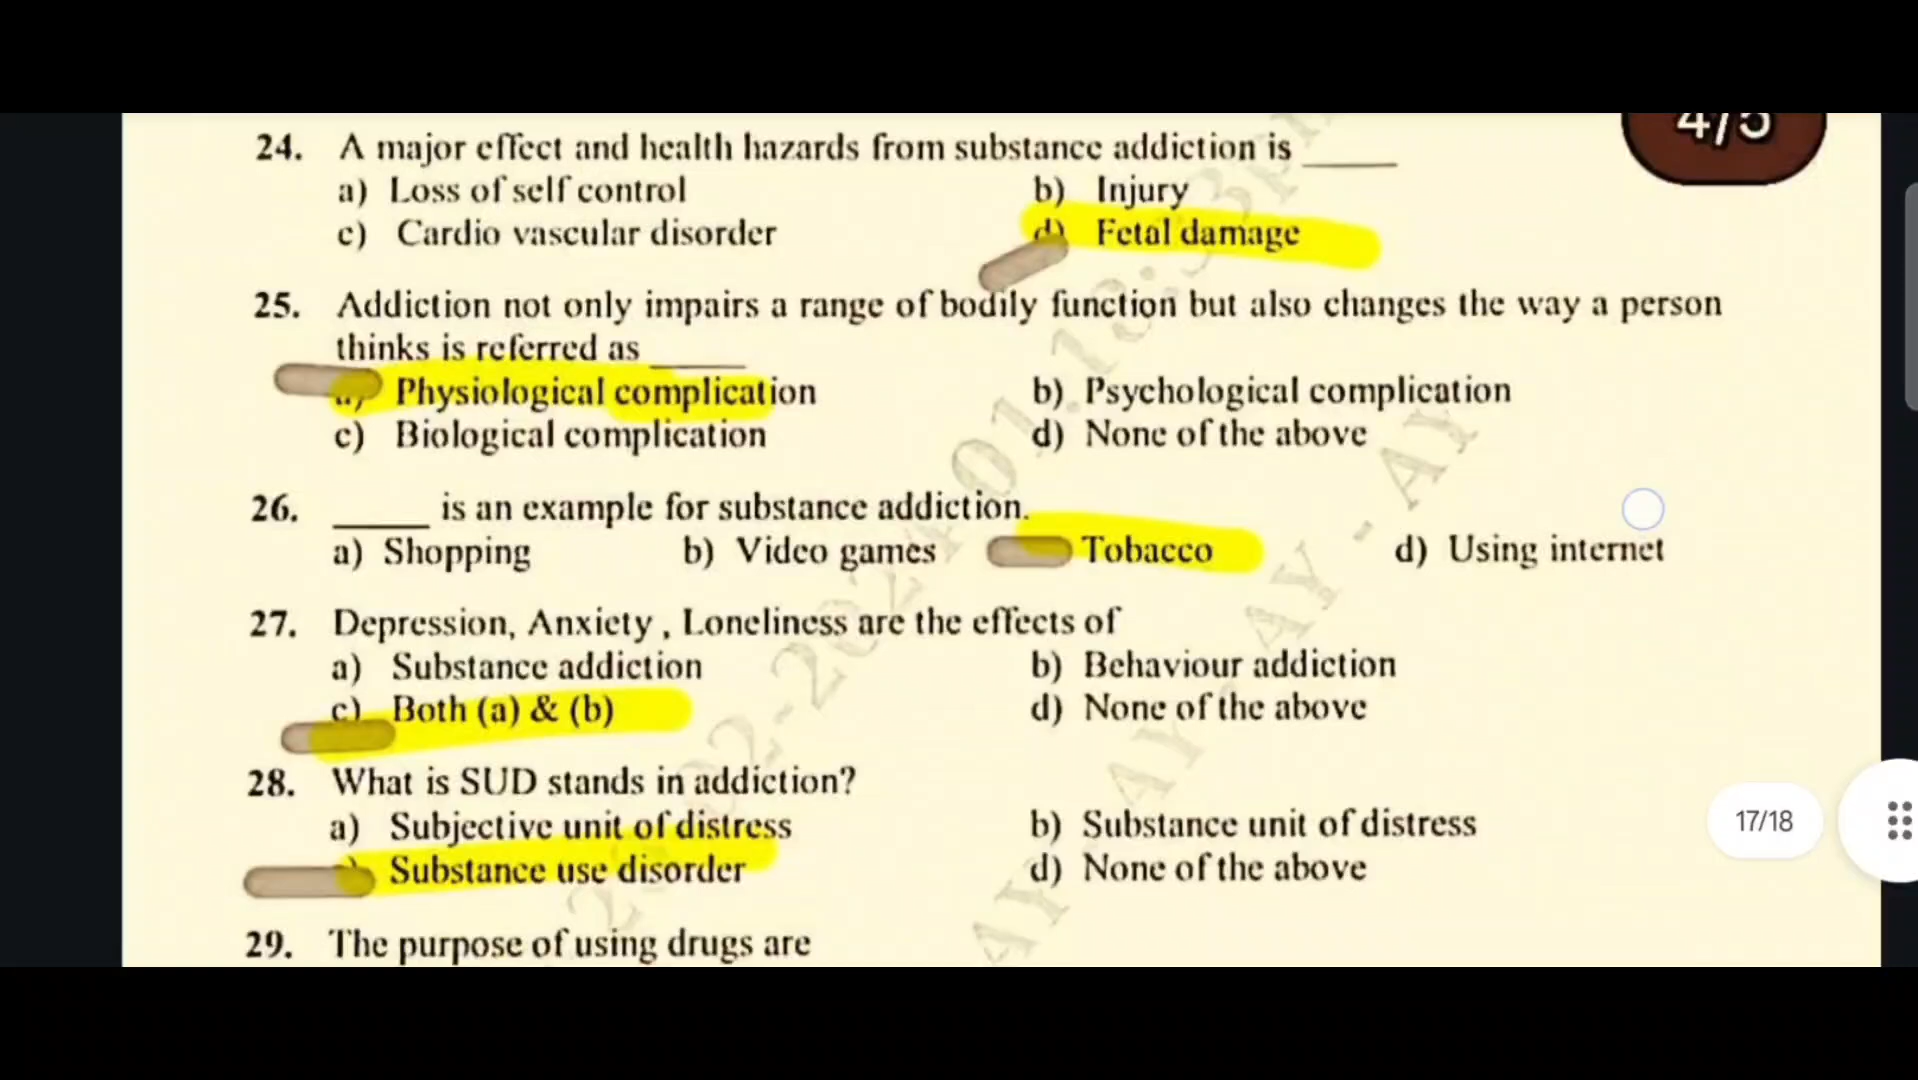 4/5
24. A major effect and health hazards from substance addiction is ______
a) Loss of self control b) Injury
c) Cardio vascular disorder d) Fetal damage
25. Addiction not only impairs a range of bodily function but also changes the way a person
thinks is referred as ______
a) Physiological complication b) Psychological complication
c) Biological complication d) None of the above
26. ______ is an example for substance addiction.
a) Shopping b) Video games Tobacco d) Using internet
27. Depression, Anxiety , Loneliness are the effects of
a) Substance addiction b) Behaviour addiction
c) Both (a) & (b) d) None of the above
28. What is SUD stands in addiction?
a) Subjective unit of distress b) Substance unit of distress
17/18
Substance use disorder d) None of the above
29. The purpose of using drugs are